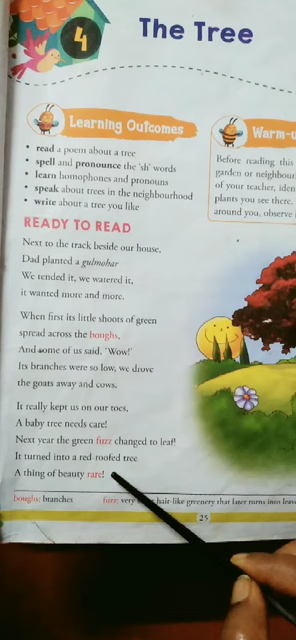 4
The Tree
Learning Outcomes
• read a poem about a tree
• spell and pronounce the 'sh' words
• learn homophones and pronouns
• speak about trees in the neighbourhood
• write about a tree you like
Warm-u
Before reading this
garden or neighbour
of your teacher, iden
plants you see there.
around you, observe
READY TO READ
Next to the track beside our house,
Dad planted a gulmohar
We tended it, we watered it,
it wanted more and more.
When first its little shoots of green
spread across the boughs,
And some of us said, 'Wow!'
Its branches were so low, we drove
the goats away and cows.
It really kept us on our toes,
A baby tree needs care!
Next year the green fuzz changed to leaf!
It turned into a red-roofed tree
A thing of beauty rare!
boughs: branches
fuzz: very hair-like greenery that later turns into leave
25